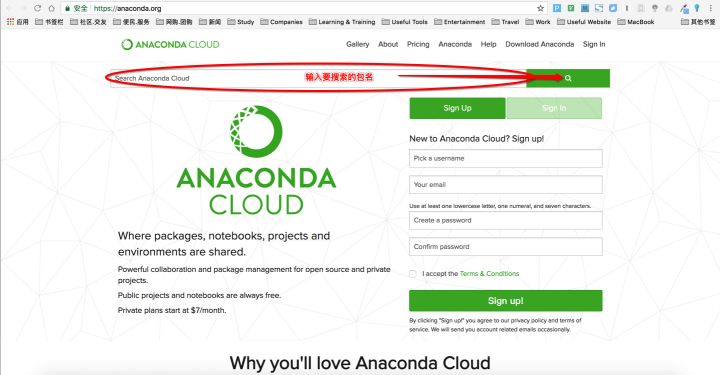 安全 https://anaconda.org
应用 书签栏 社区.交友 便民.服务 网购.团购 新闻 Study Companies Learning & Training Useful Tools Entertainment Travel Work Useful Website MacBook 其他书签
ANACONDA CLOUD
Gallery About Pricing Anaconda Help Download Anaconda Sign In
Search Anaconda Cloud
输入要搜索的包名
Sign Up Sign In
ANACONDA
CLOUD
New to Anaconda Cloud? Sign up!
Pick a username
Your email
Use at least one lowercase letter, one numeral, and seven characters.
Create a password
Confirm password
I accept the Terms & Conditions
Sign up!
By clicking "Sign up!" you agree to our privacy policy and terms of
service. We will send you account related emails occasionally.
Where packages, notebooks, projects and
environments are shared.
Powerful collaboration and package management for open source and private
projects.
Public projects and notebooks are always free.
Private plans start at $7/month.
Why you'll love Anaconda Cloud